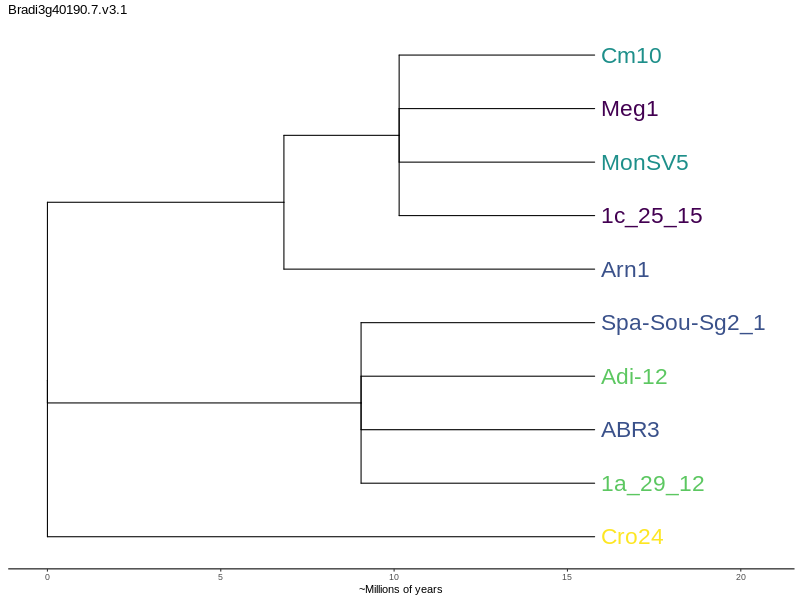 Bradi3g40190.7.v3.1
Cm10
Meg1
MonSV5
1c_25_15
Arn1
Spa-Sou-Sg2_1
Adi-12
ABR3
1a_29_12
Cro24
0 5 10 15 20
~Millions of years